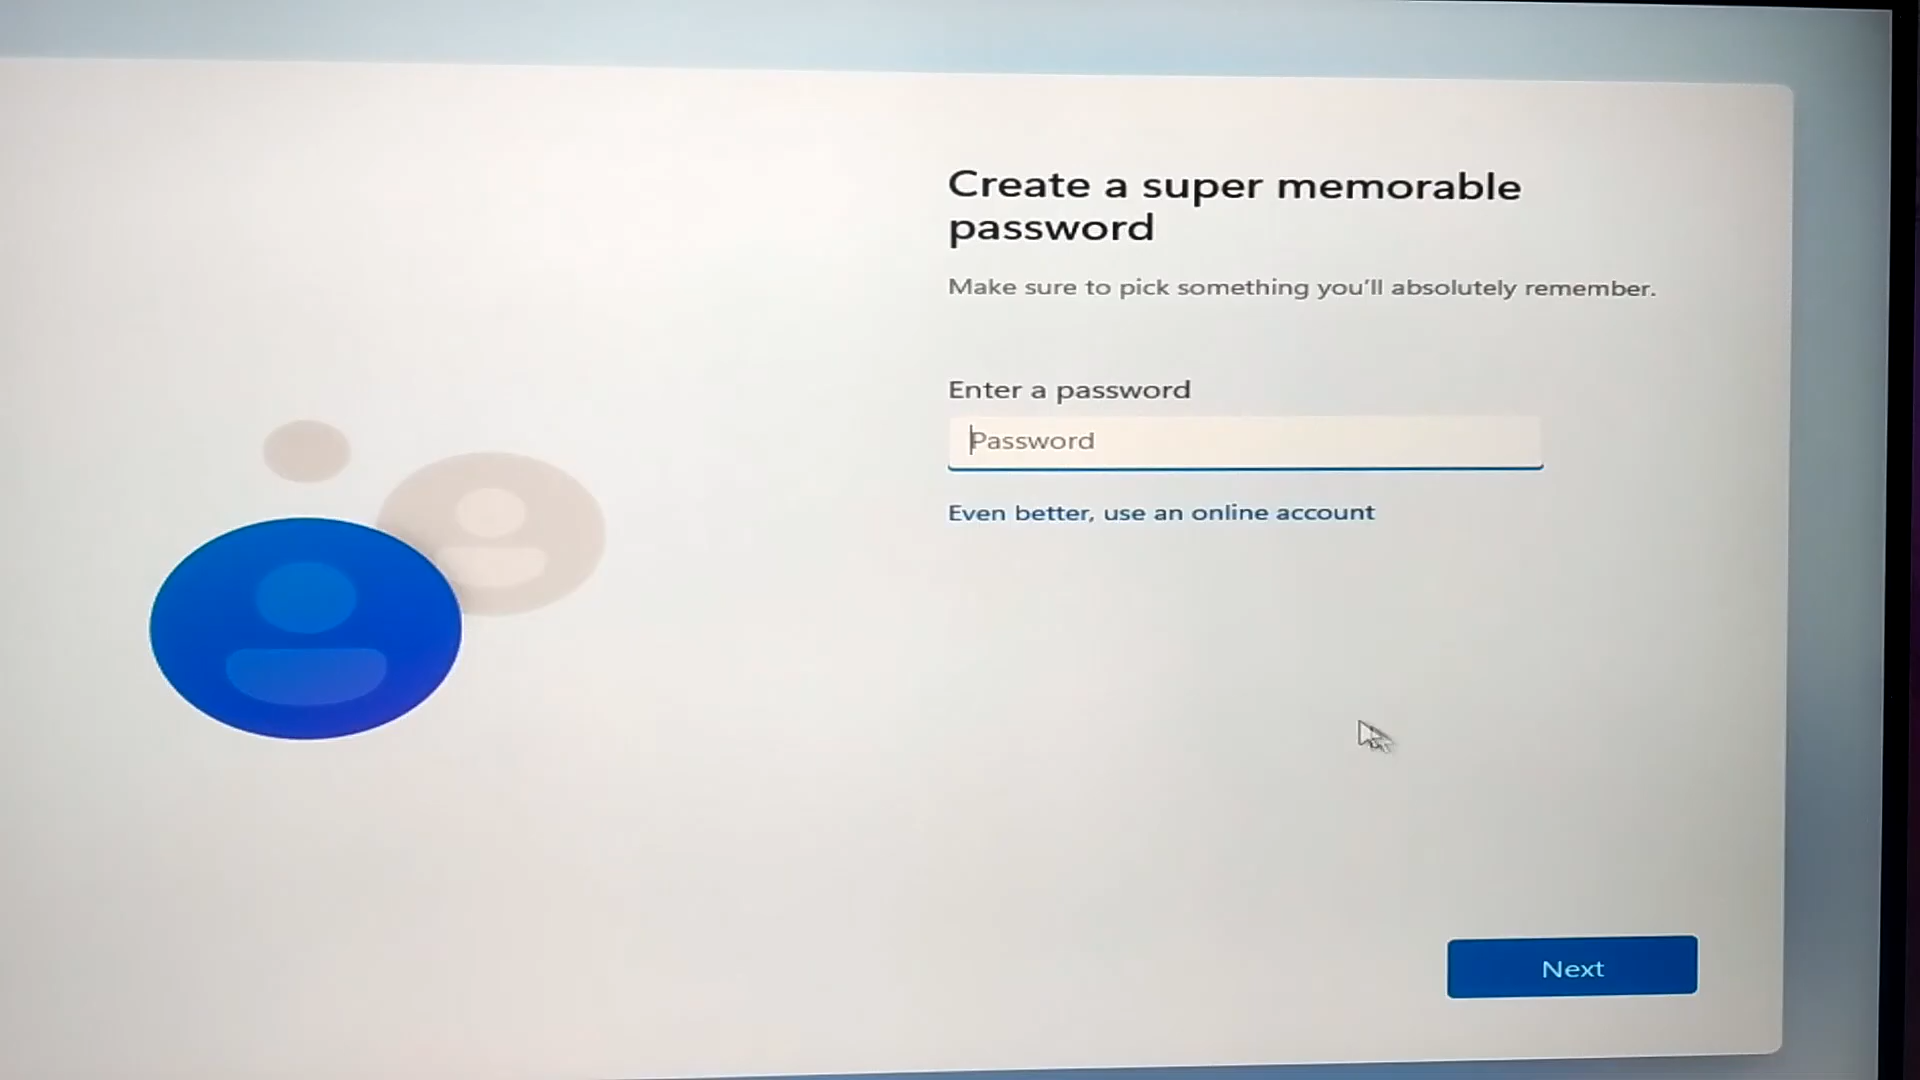 Create a super memorable
password
Make sure to pick something you'll absolutely remember.
Enter a password
Password
Even better, use an online account
Next